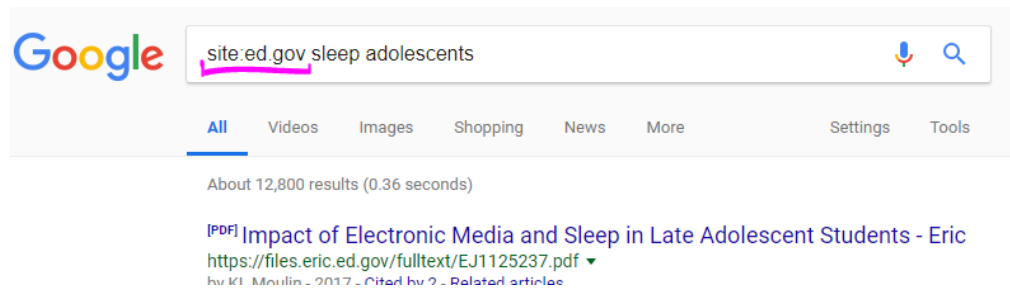 Google
site:ed.gov sleep adolescents
All Videos Images Shopping News More Settings Tools
About 12,800 results (0.36 seconds)
[PDF] Impact of Electronic Media and Sleep in Late Adolescent Students - Eric
https://files.eric.ed.gov/fulltext/EJ1125237.pdf
by KL Moulin - 2017 - Cited by 2 - Related articles